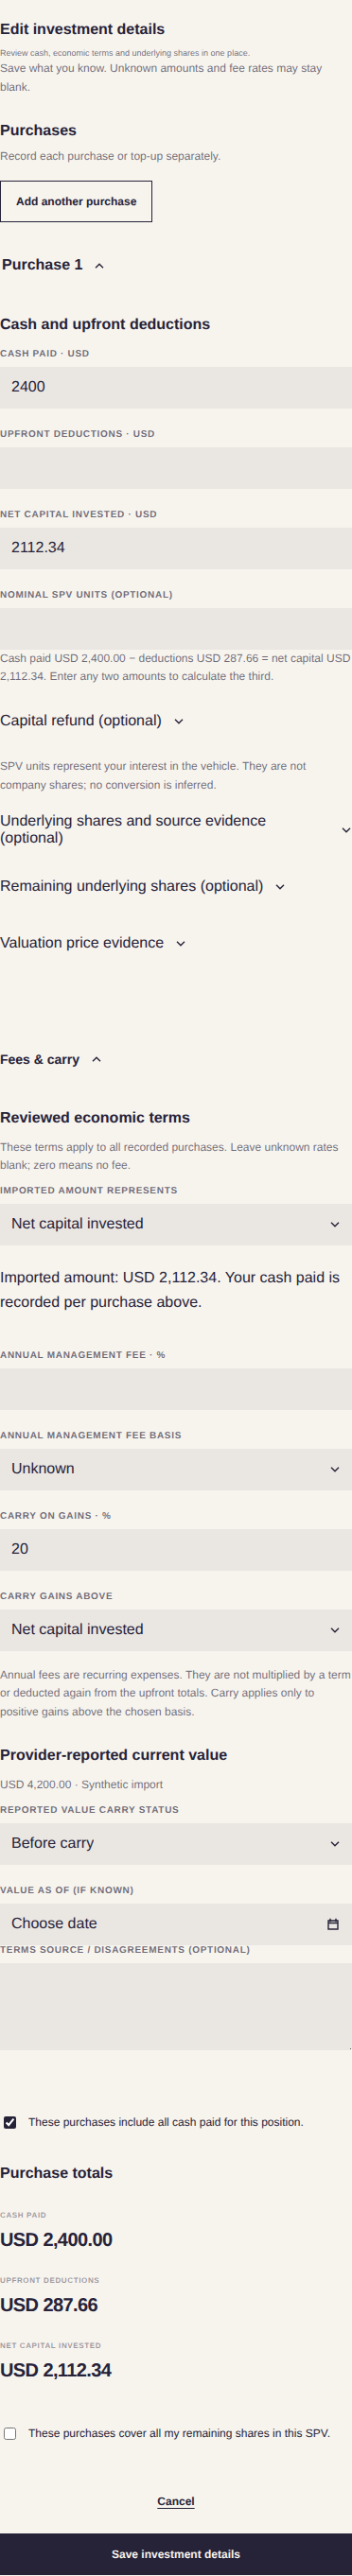 Edit investment details
Review cash, economic terms and underlying shares in one place.
Save what you know. Unknown amounts and fee rates may stay
blank.
Purchases
Record each purchase or top-up separately.
Add another purchase
Purchase 1
Cash and upfront deductions
CASH PAID · USD
2400
UPFRONT DEDUCTIONS · USD
NET CAPITAL INVESTED · USD
2112.34
NOMINAL SPV UNITS (OPTIONAL)
Cash paid USD 2,400.00 − deductions USD 287.66 = net capital USD
2,112.34. Enter any two amounts to calculate the third.
Capital refund (optional)
SPV units represent your interest in the vehicle. They are not
company shares; no conversion is inferred.
Underlying shares and source evidence
(optional)
Remaining underlying shares (optional)
Valuation price evidence
Fees & carry
Reviewed economic terms
These terms apply to all recorded purchases. Leave unknown rates
blank; zero means no fee.
IMPORTED AMOUNT REPRESENTS
Net capital invested
Imported amount: USD 2,112.34. Your cash paid is
recorded per purchase above.
ANNUAL MANAGEMENT FEE · %
ANNUAL MANAGEMENT FEE BASIS
Unknown
CARRY ON GAINS · %
20
CARRY GAINS ABOVE
Net capital invested
Annual fees are recurring expenses. They are not multiplied by a term
or deducted again from the upfront totals. Carry applies only to
positive gains above the chosen basis.
Provider-reported current value
USD 4,200.00 · Synthetic import
REPORTED VALUE CARRY STATUS
Before carry
VALUE AS OF (IF KNOWN)
Choose date
TERMS SOURCE / DISAGREEMENTS (OPTIONAL)
These purchases include all cash paid for this position.
Purchase totals
CASH PAID
USD 2,400.00
UPFRONT DEDUCTIONS
USD 287.66
NET CAPITAL INVESTED
USD 2,112.34
These purchases cover all my remaining shares in this SPV.
Cancel
Save investment details